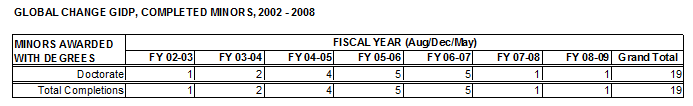 GLOBAL CHANGE GIDP, COMPLETED MINORS, 2002 - 2008
MINORS AWARDED FISCAL YEAR (Aug/Dec/May)
WITH DEGREES FY 02-03 FY 03-04 FY 04-05 FY 05-06 FY 06-07 FY 07-08 FY 08-09 Grand Total
Doctorate 1 2 4 5 5 1 1 19
Total Completions 1 2 4 5 5 1 1 19